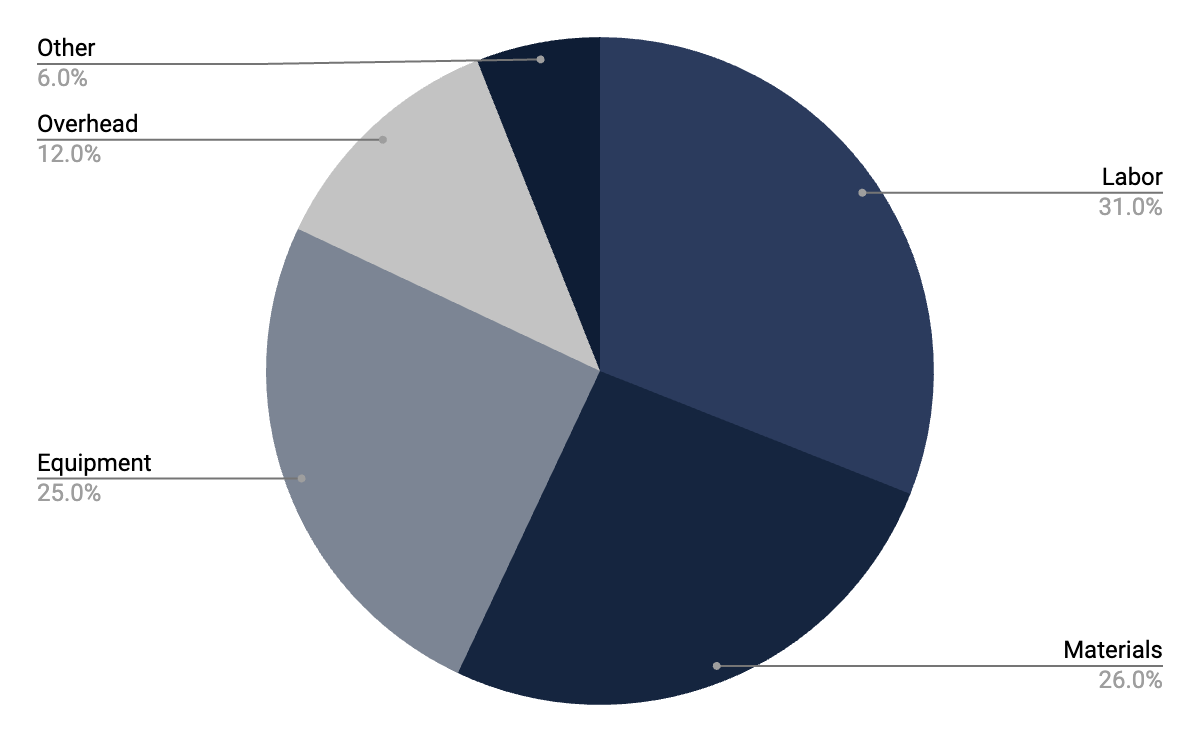 Other
6.0%
Overhead
12.0%
Labor
31.0%
Equipment
25.0%
Materials
26.0%